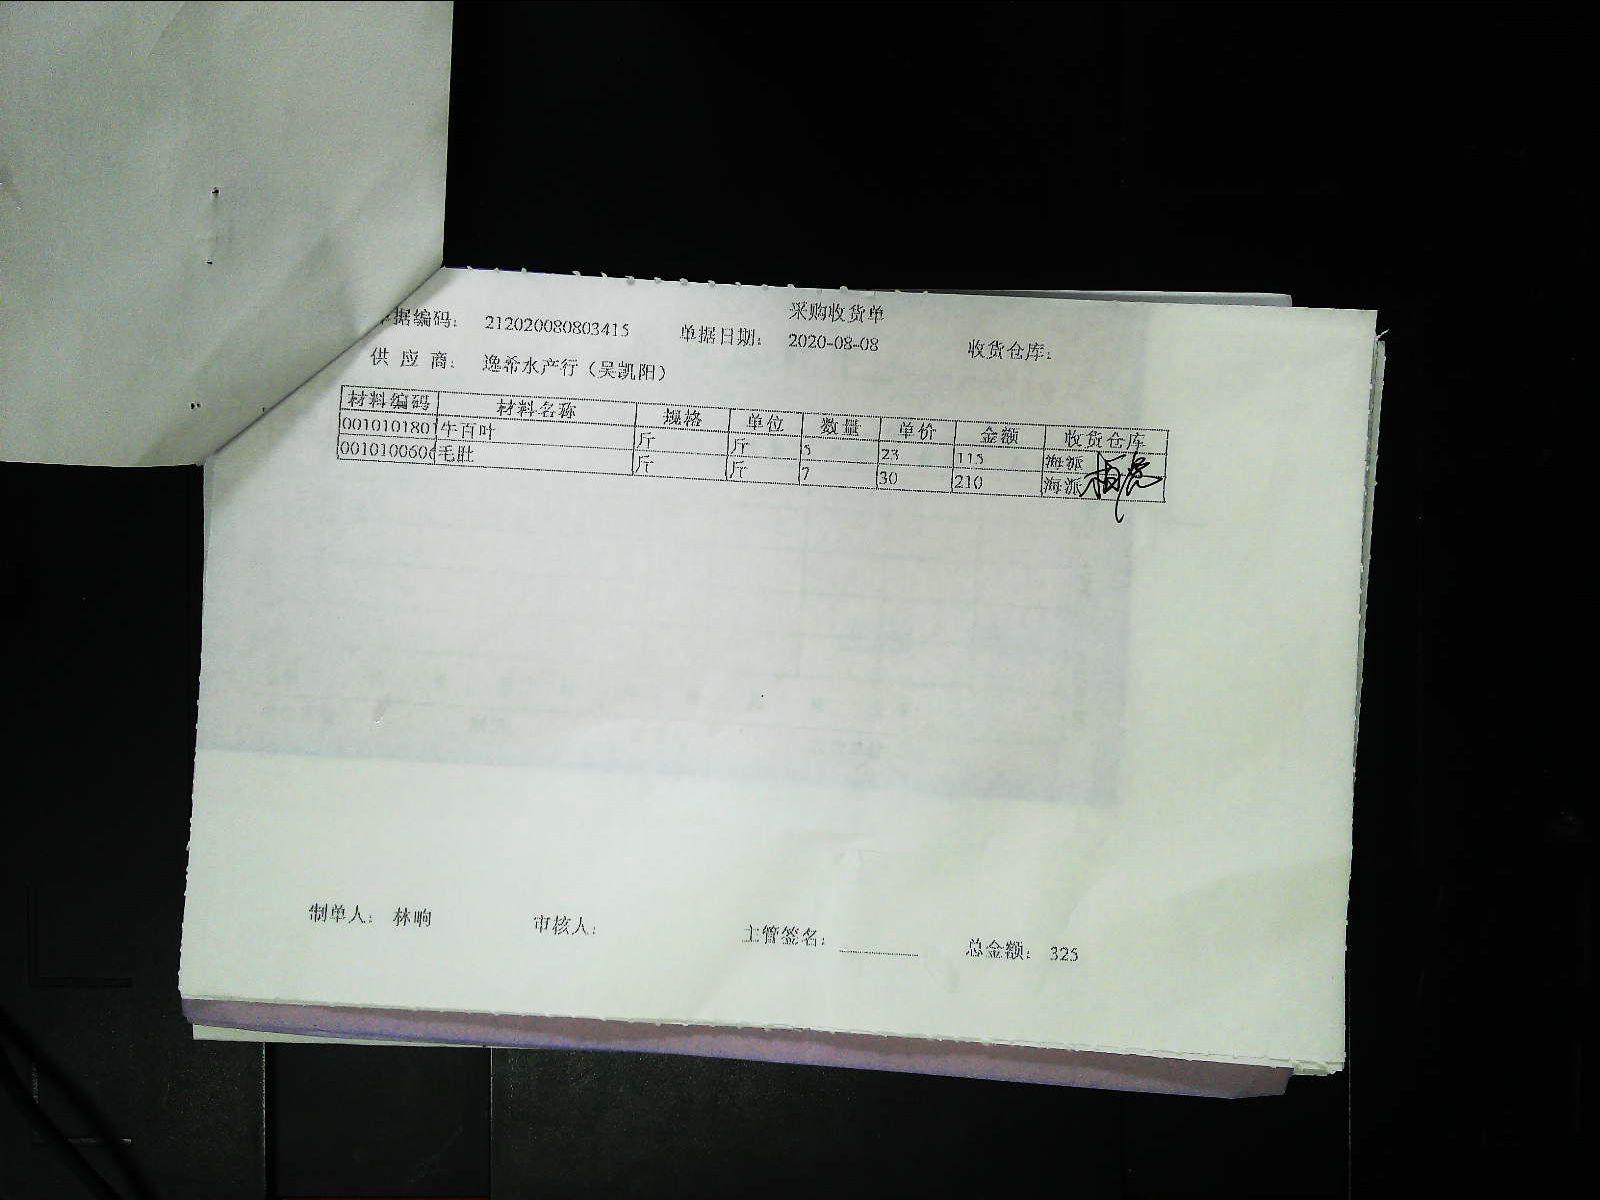 采购收货单
单据编码： 212020080803415 单据日期： 2020-08-08 收货仓库：
供 应 商： 逸希水产行（吴凯阳）
材料编码 材料名称 规格 单位 数量 单价 金额 收货仓库
0010101801 牛百叶 斤 斤 5 23 115 海派
001010060 毛肚 斤 斤 7 30 210 海派
制单人： 林晌 审核人： 主管签名： 总金额： 325